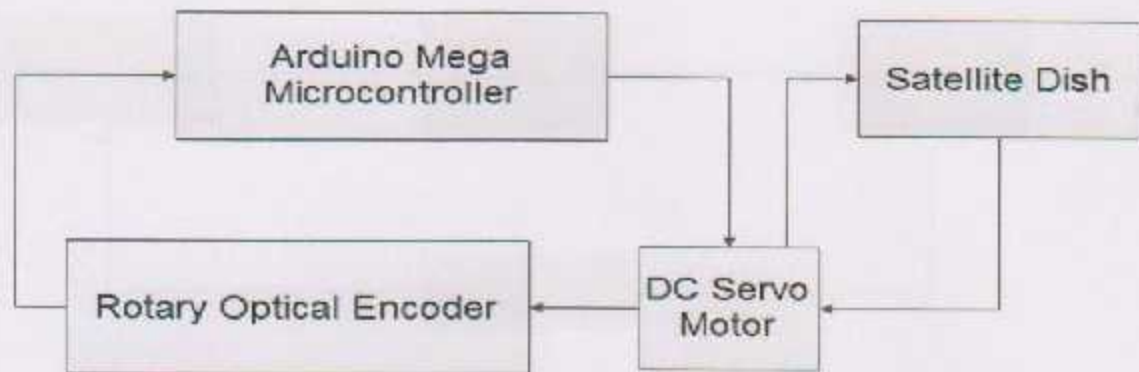 Arduino Mega
Microcontroller
Satellite Dish
Rotary Optical Encoder
DC Servo
Motor